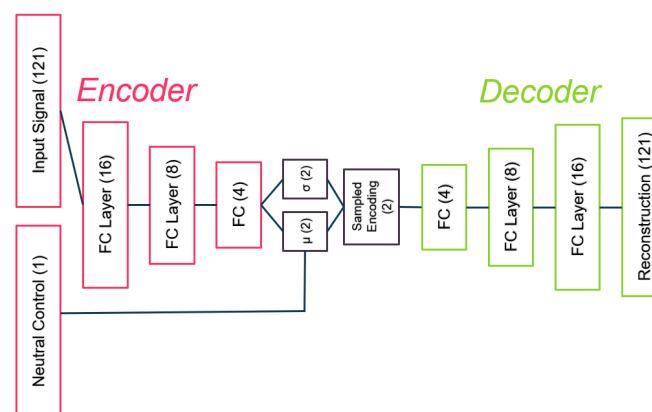 Input Signal (121)
Neutral Control (1)
Encoder
FC Layer (16)
FC Layer (8)
FC (4)
σ (2)
μ (2)
Sampled
Encoding
(2)
Decoder
FC (4)
FC Layer (8)
FC Layer (16)
Reconstruction (121)